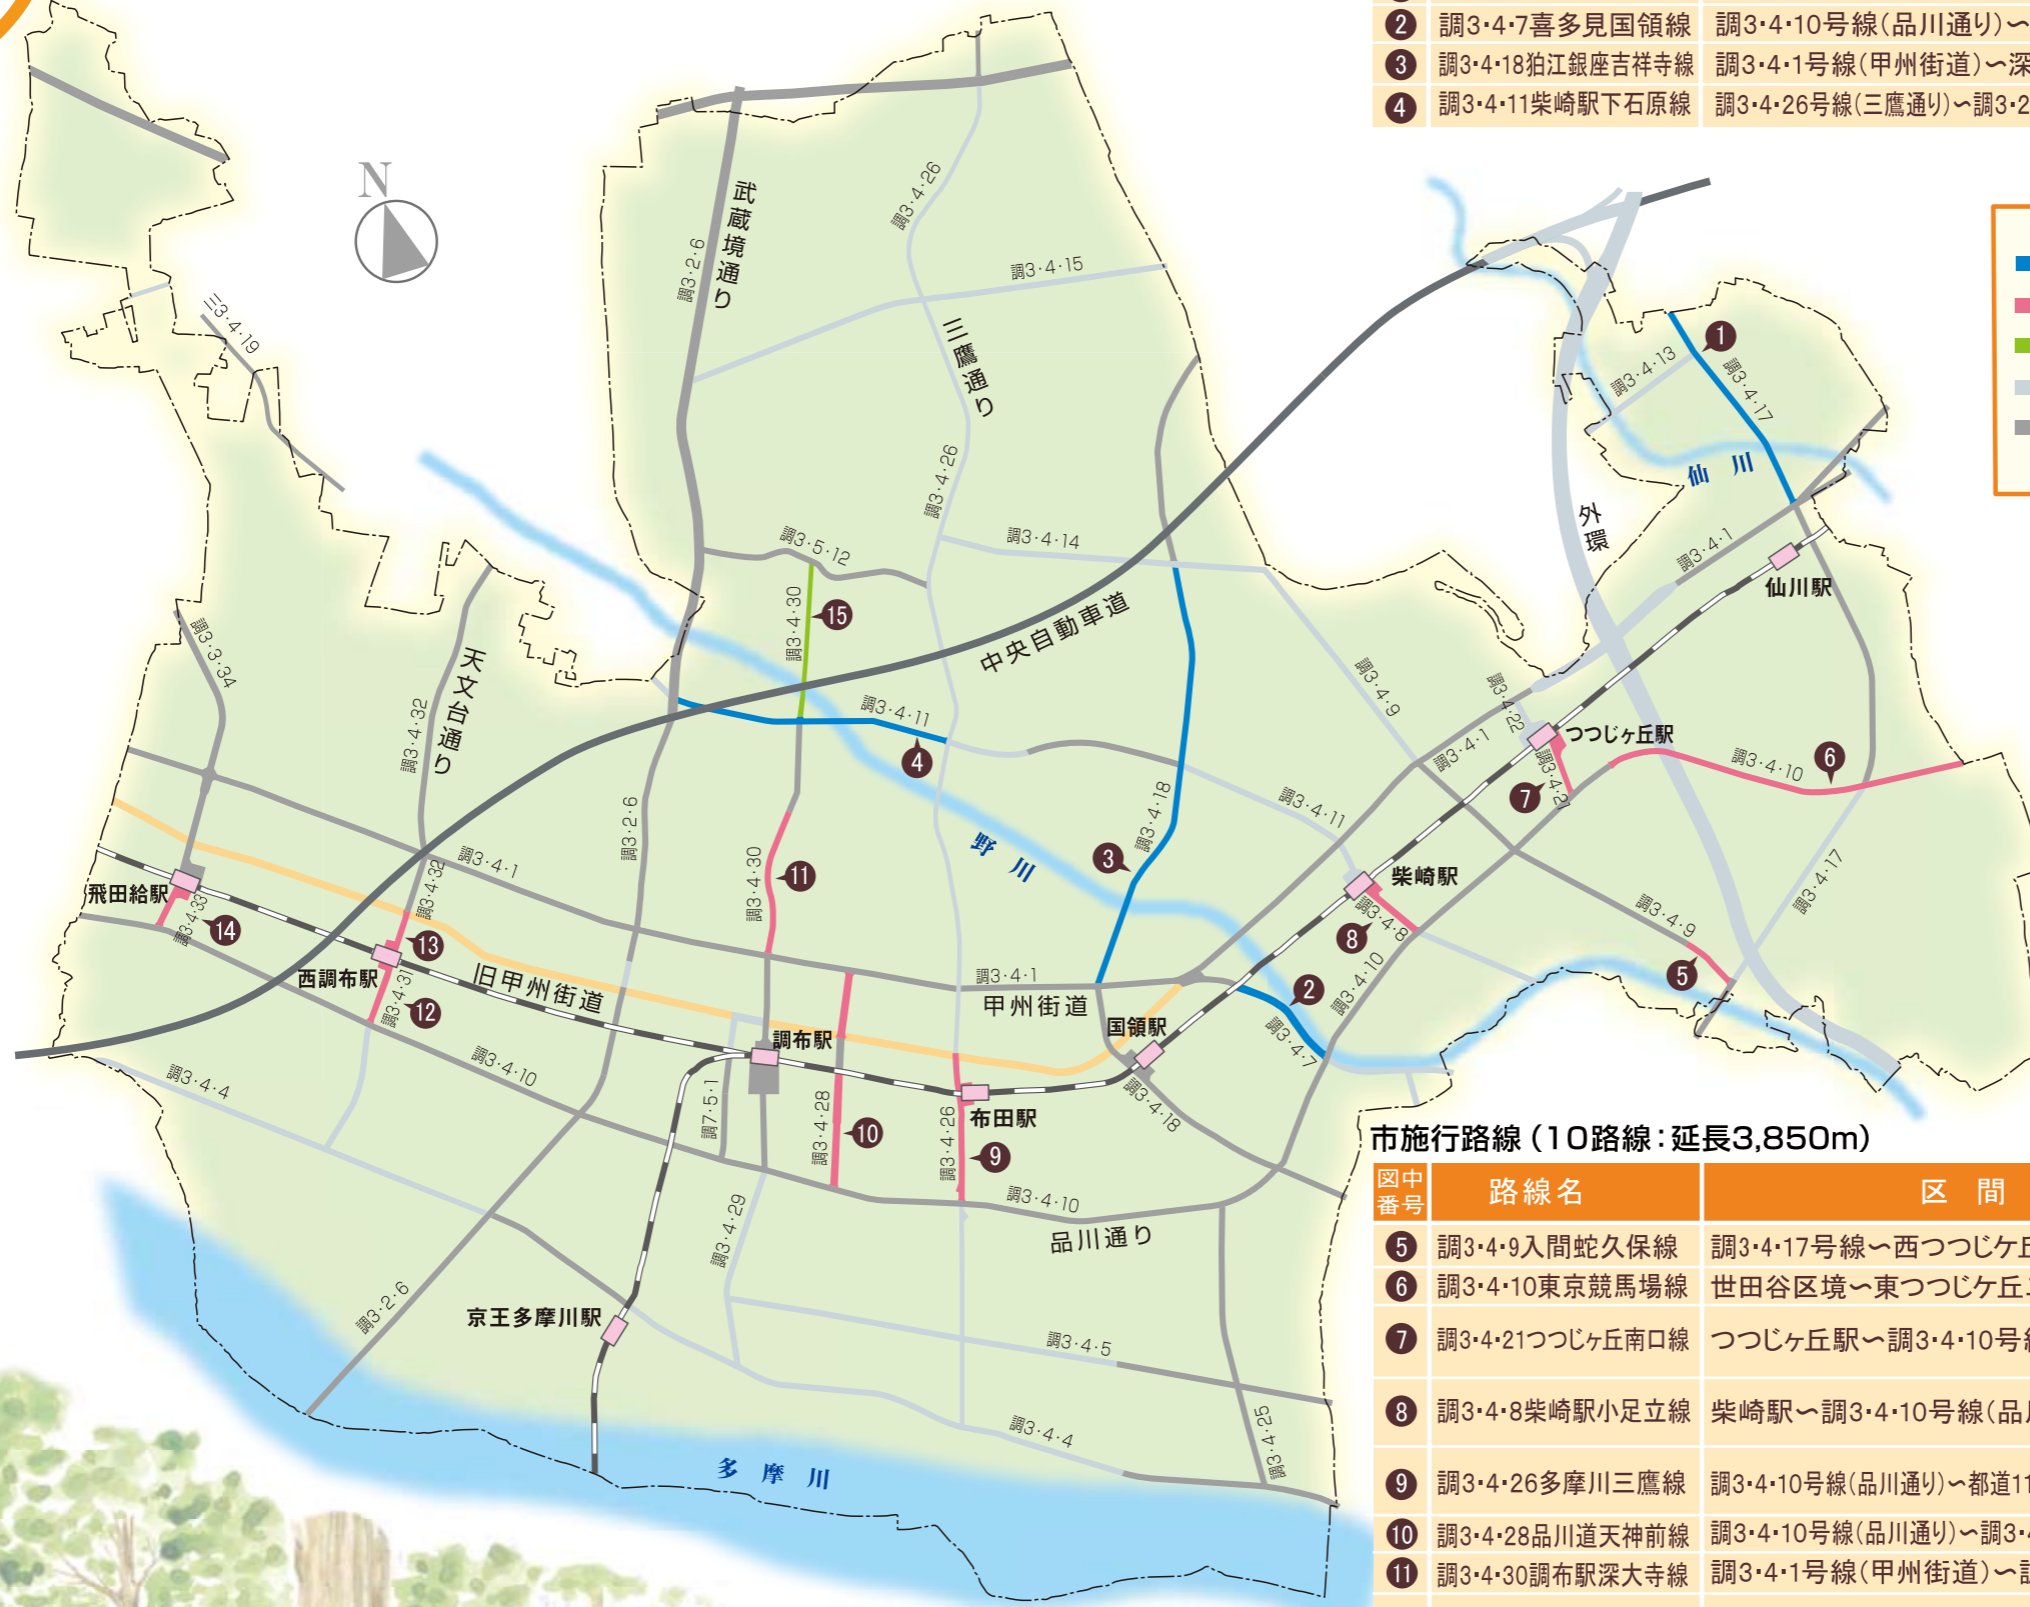 ② 調3・4・7喜多見国領線 調3・4・10号線(品川通り)～
③ 調3・4・18狛江銀座吉祥寺線 調3・4・1号線(甲州街道)～深
④ 調3・4・11柴崎駅下石原線 調3・4・26号線(三鷹通り)～調3・2
N
武蔵境通り
調3・2・6
調3・4・26
調3・4・15
三鷹通り
三3・4・19
①
調3・4・13
調3・4・17
仙川
外環
調3・4・1
仙川駅
調3・4・26
調3・4・14
調3・5・12
調3・4・30
⑮
中央自動車道
調3・3・34
天文台通り
調3・4・32
調3・4・11
④
調3・4・9
調3・4・22
つつじヶ丘駅
調3・4・1
調3・4・21
⑦
調3・4・10
⑥
調3・2・6
調3・4・18
③
調3・4・11
野川
調3・4・1
調3・4・30
⑪
飛田給駅
調3・4・33
⑭
調3・4・32
⑬
西調布駅
調3・4・31
⑫
旧甲州街道
柴崎駅
調3・4・8
⑧
調3・4・10
調3・4・17
調3・4・9
⑤
調3・4・1
甲州街道
②
調3・4・7
国領駅
調布駅
調3・4・10
調3・4・4
調7・5・1
調3・4・28
⑩
布田駅
調3・4・26
⑨
調3・4・18
調3・4・10
品川通り
調3・4・29
調3・2・6
京王多摩川駅
調3・4・5
調3・4・4
調3・4・25
多摩川
市施行路線（10路線：延長3,850m）
図中番号 路線名 区間
⑤ 調3・4・9入間蛇久保線 調3・4・17号線～西つつじケ丘
⑥ 調3・4・10東京競馬場線 世田谷区境～東つつじケ丘
⑦ 調3・4・21つつじヶ丘南口線 つつじヶ丘駅～調3・4・10号線
⑧ 調3・4・8柴崎駅小足立線 柴崎駅～調3・4・10号線(品川
⑨ 調3・4・26多摩川三鷹線 調3・4・10号線(品川通り)～都道11
⑩ 調3・4・28品川道天神前線 調3・4・10号線(品川通り)～調3・4
⑪ 調3・4・30調布駅深大寺線 調3・4・1号線(甲州街道)～調